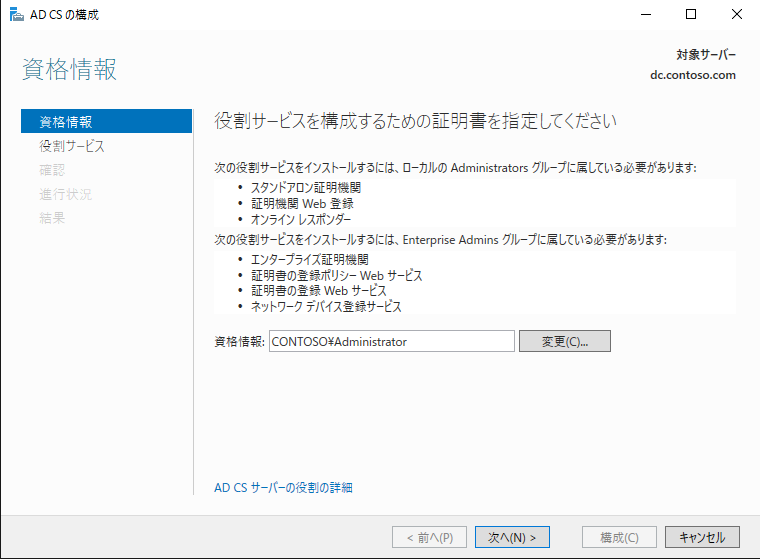 AD CS の構成
資格情報
対象サーバー
dc.contoso.com
資格情報
役割サービス
確認
進行状況
結果
役割サービスを構成するための証明書を指定してください
次の役割サービスをインストールするには、ローカルの Administrators グループに属している必要があります:
• スタンドアロン証明機関
• 証明機関 Web 登録
• オンライン レスポンダー
次の役割サービスをインストールするには、Enterprise Admins グループに属している必要があります:
• エンタープライズ証明機関
• 証明書の登録ポリシー Web サービス
• 証明書の登録 Web サービス
• ネットワーク デバイス登録サービス
資格情報: CONTOSO¥Administrator 変更(C)...
AD CS サーバーの役割の詳細
< 前へ(P) 次へ(N) > 構成(C) キャンセル